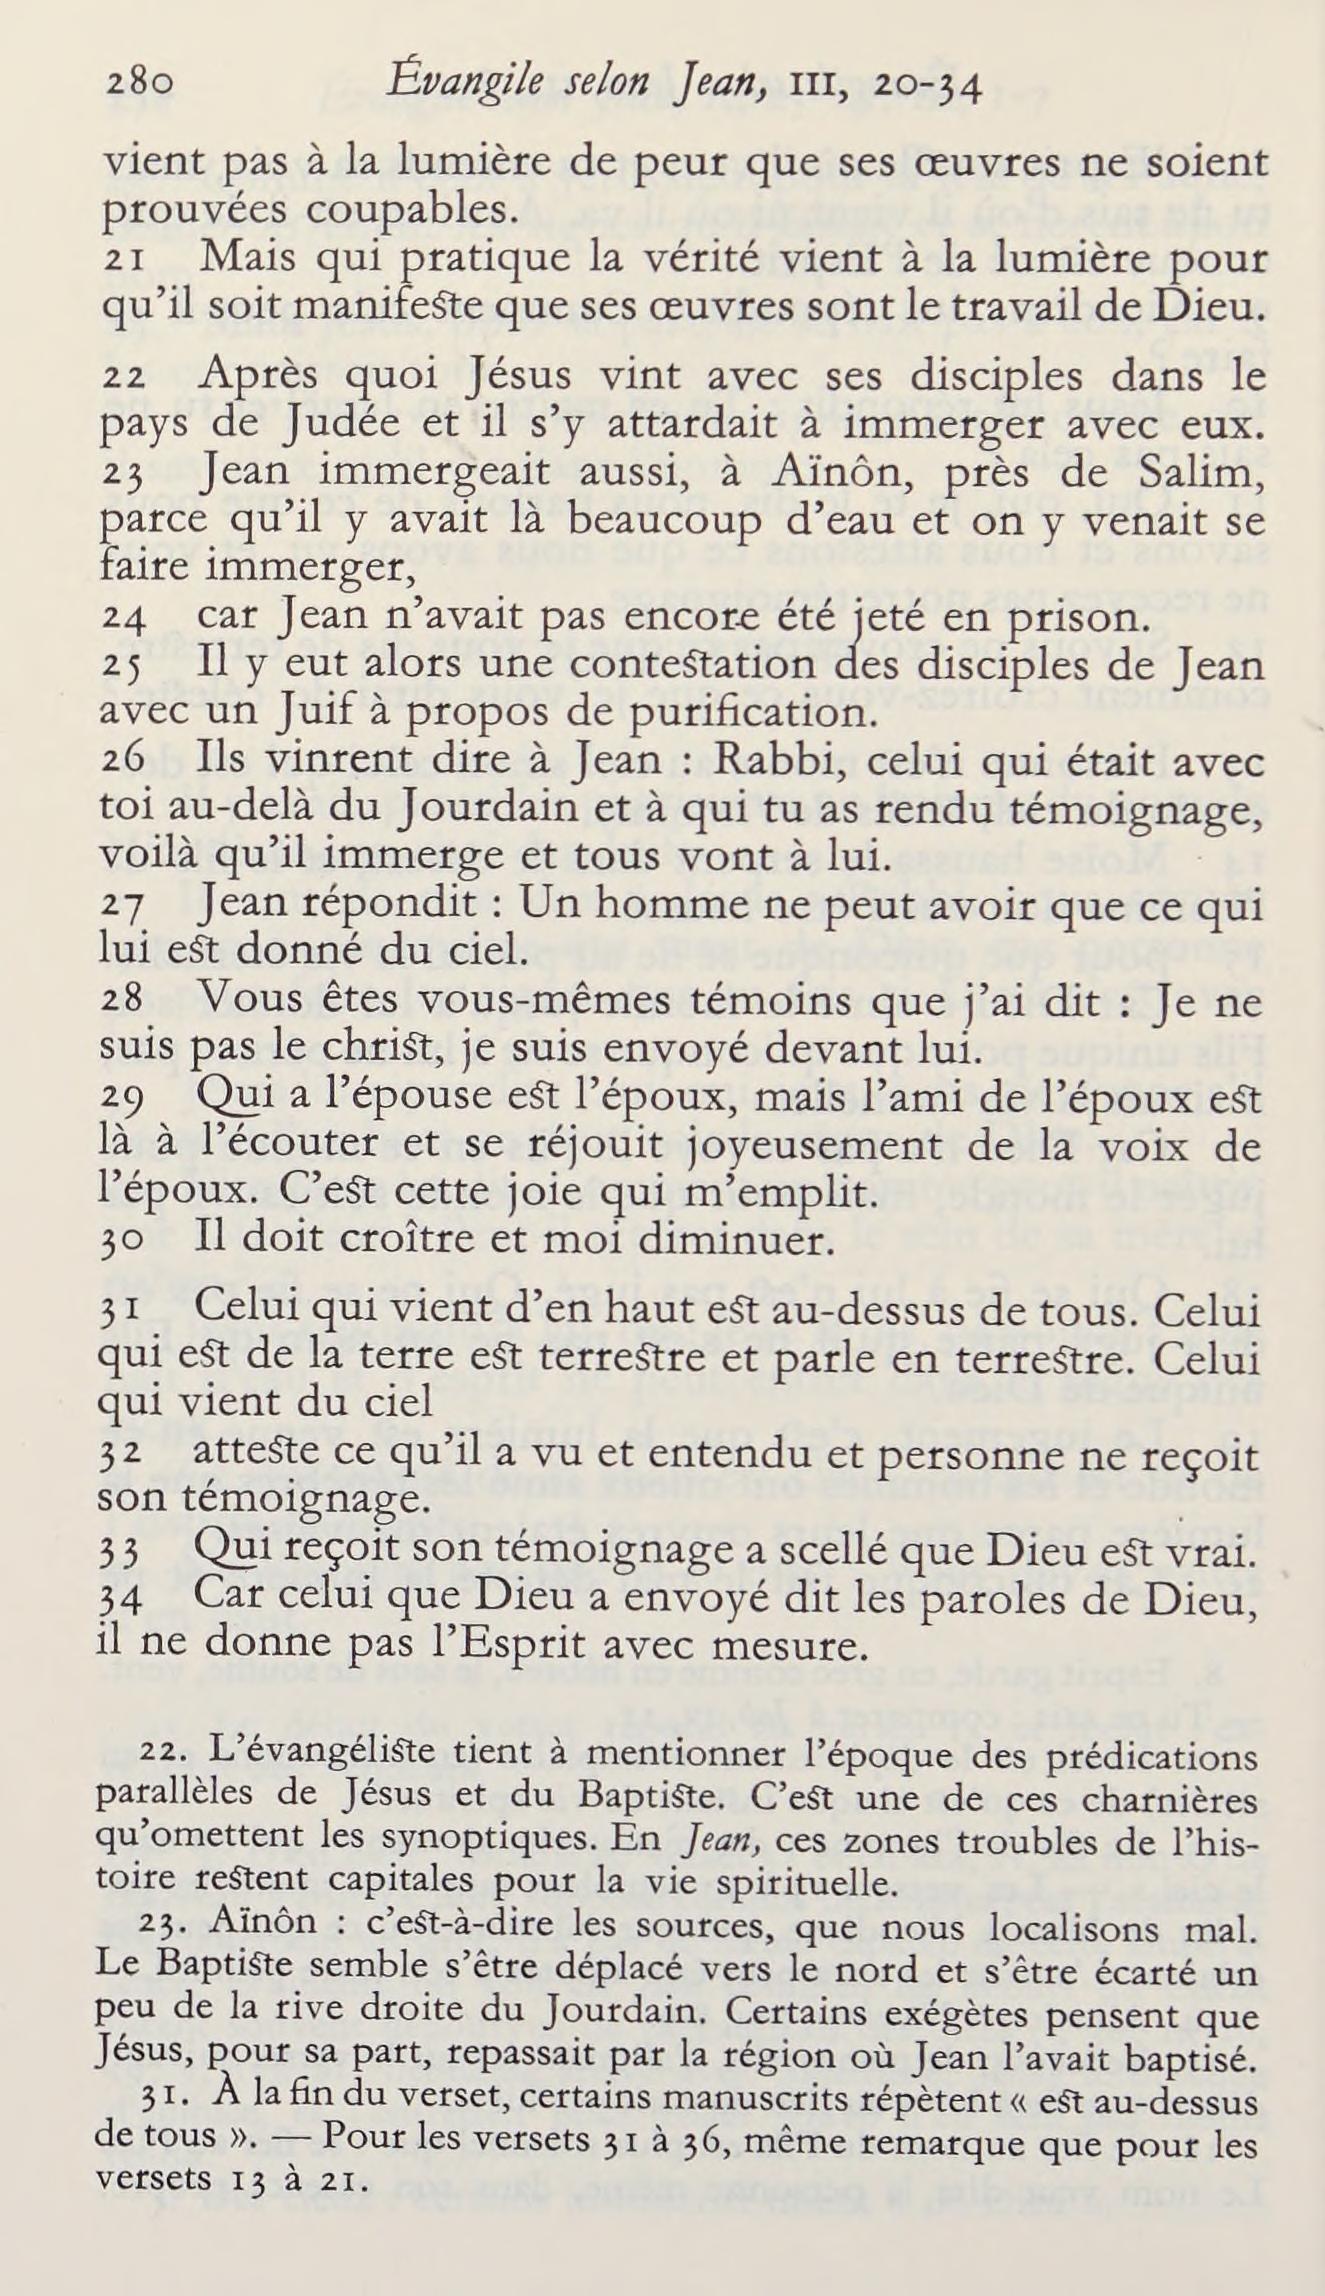 280 Évangile selon Jean, III, 20-34
vient pas à la lumière de peur que ses œuvres ne soient
prouvées coupables.
21 Mais qui pratique la vérité vient à la lumière pour
qu’il soit manifeste que ses œuvres sont le travail de Dieu.
22 Après quoi Jésus vint avec ses disciples dans le
pays de Judée et il s’y attardait à immerger avec eux.
23 Jean immergeait aussi, à Aïnôn, près de Salim,
parce qu’il y avait là beaucoup d’eau et on y venait se
faire immerger,
24 car Jean n’avait pas encore été jeté en prison.
25 Il y eut alors une contestation des disciples de Jean
avec un Juif à propos de purification.
26 Ils vinrent dire à Jean : Rabbi, celui qui était avec
toi au-delà du Jourdain et à qui tu as rendu témoignage,
voilà qu’il immerge et tous vont à lui.
27 Jean répondit : Un homme ne peut avoir que ce qui
lui est donné du ciel.
28 Vous êtes vous-mêmes témoins que j’ai dit : Je ne
suis pas le christ, je suis envoyé devant lui.
29 Qui a l’épouse est l’époux, mais l’ami de l’époux est
là à l’écouter et se réjouit joyeusement de la voix de
l’époux. C’est cette joie qui m’emplit.
30 Il doit croître et moi diminuer.
31 Celui qui vient d’en haut est au-dessus de tous. Celui
qui est de la terre est terrestre et parle en terrestre. Celui
qui vient du ciel
32 atteste ce qu’il a vu et entendu et personne ne reçoit
son témoignage.
33 Qui reçoit son témoignage a scellé que Dieu est vrai.
34 Car celui que Dieu a envoyé dit les paroles de Dieu,
il ne donne pas l’Esprit avec mesure.
22. L’évangéliste tient à mentionner l’époque des prédications
parallèles de Jésus et du Baptiste. C’est une de ces charnières
qu’omettent les synoptiques. En Jean, ces zones troubles de l’his-
toire restent capitales pour la vie spirituelle.
23. Aïnôn : c’est-à-dire les sources, que nous localisons mal.
Le Baptiste semble s’être déplacé vers le nord et s’être écarté un
peu de la rive droite du Jourdain. Certains exégètes pensent que
Jésus, pour sa part, repassait par la région où Jean l’avait baptisé.
31. À la fin du verset, certains manuscrits répètent « est au-dessus
de tous ». — Pour les versets 31 à 36, même remarque que pour les
versets 13 à 21.